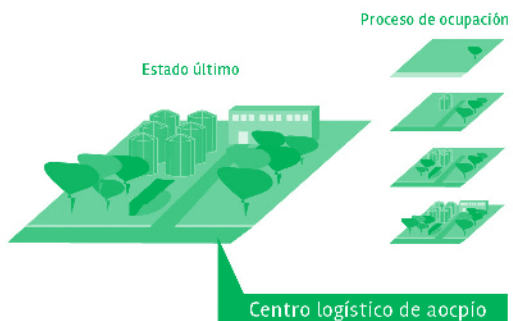 Proceso de ocupación
Estado último
Centro logístico de aocpio